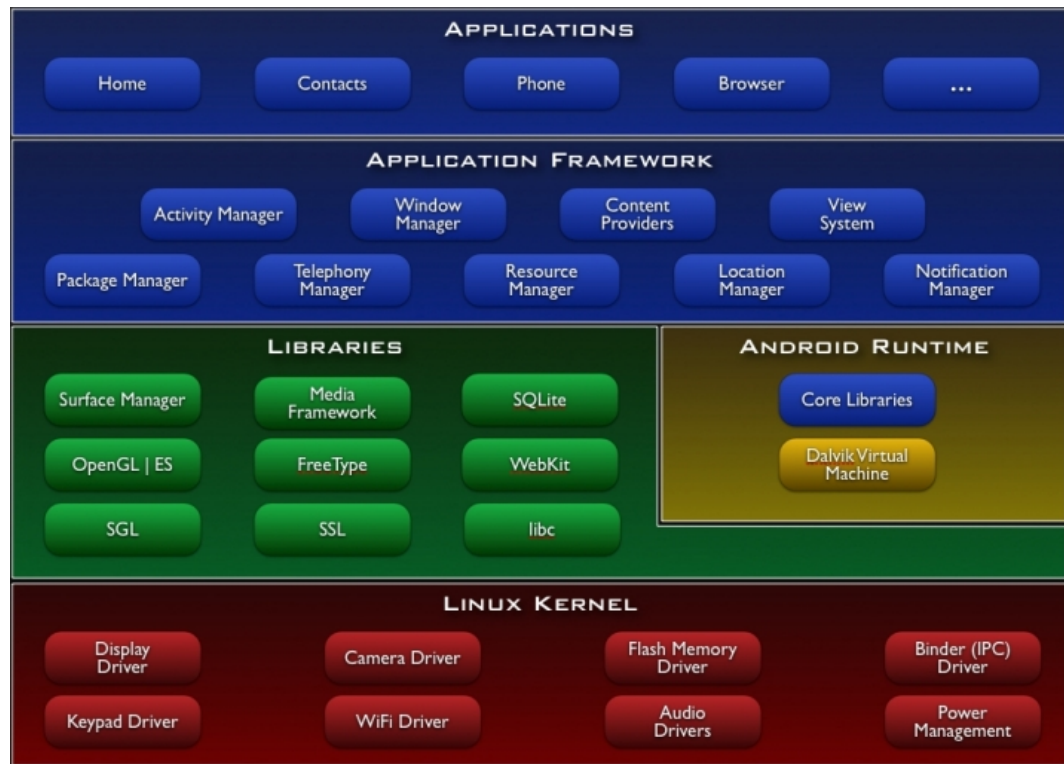 APPLICATIONS
Home
Contacts
Phone
Browser
...
APPLICATION FRAMEWORK
Activity Manager
Window
Manager
Content
Providers
View
System
Package Manager
Telephony
Manager
Resource
Manager
Location
Manager
Notification
Manager
LIBRARIES
Surface Manager
Media
Framework
SQLite
OpenGL | ES
FreeType
WebKit
SGL
SSL
libc
ANDROID RUNTIME
Core Libraries
Dalvik Virtual
Machine
LINUX KERNEL
Display
Driver
Camera Driver
Flash Memory
Driver
Binder (IPC)
Driver
Keypad Driver
WiFi Driver
Audio
Drivers
Power
Management